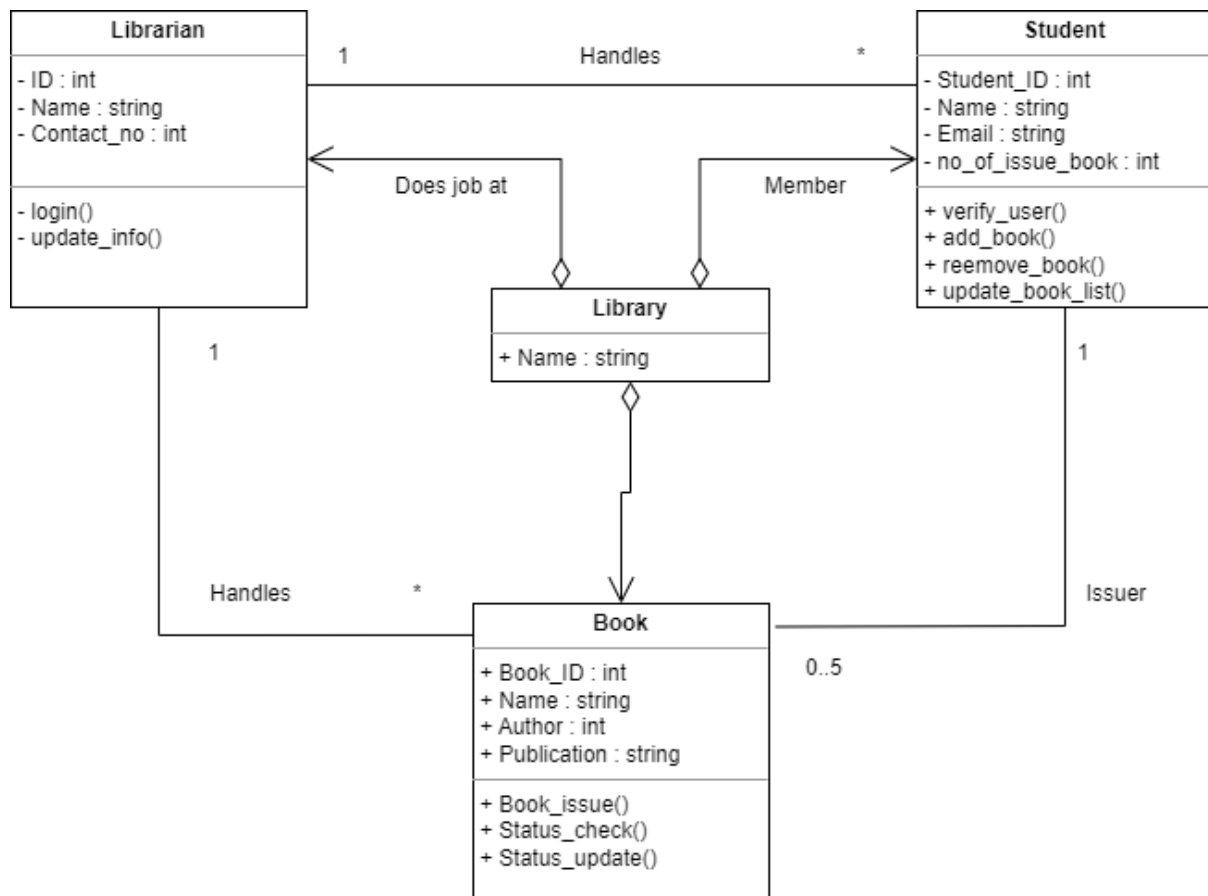 Librarian
- ID : int
- Name : string
- Contact_no : int
- login()
- update_info()
1
Handles
*
Student
- Student_ID : int
- Name : string
- Email : string
- no_of_issue_book : int
+ verify_user()
+ add_book()
+ reemove_book()
+ update_book_list()
Does job at
Member
Library
+ Name : string
1
1
Handles
*
Issuer
0..5
Book
+ Book_ID : int
+ Name : string
+ Author : int
+ Publication : string
+ Book_issue()
+ Status_check()
+ Status_update()